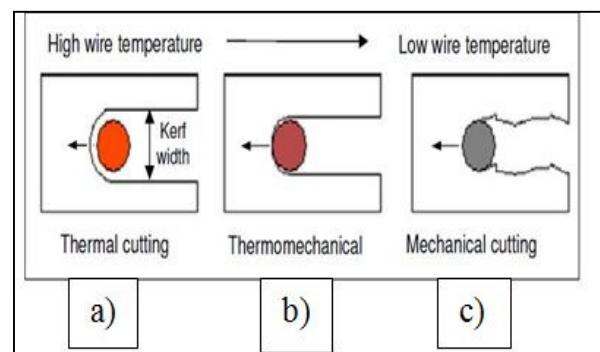 High wire temperature Low wire temperature
Kerf
width
Thermal cutting Thermomechanical Mechanical cutting
a) b) c)